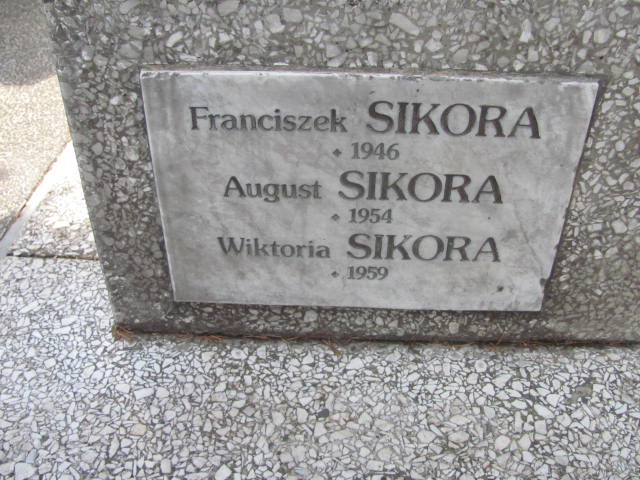 Franciszek SIKORA
+ 1946
August SIKORA
+ 1954
Wiktoria SIKORA
+ 1959